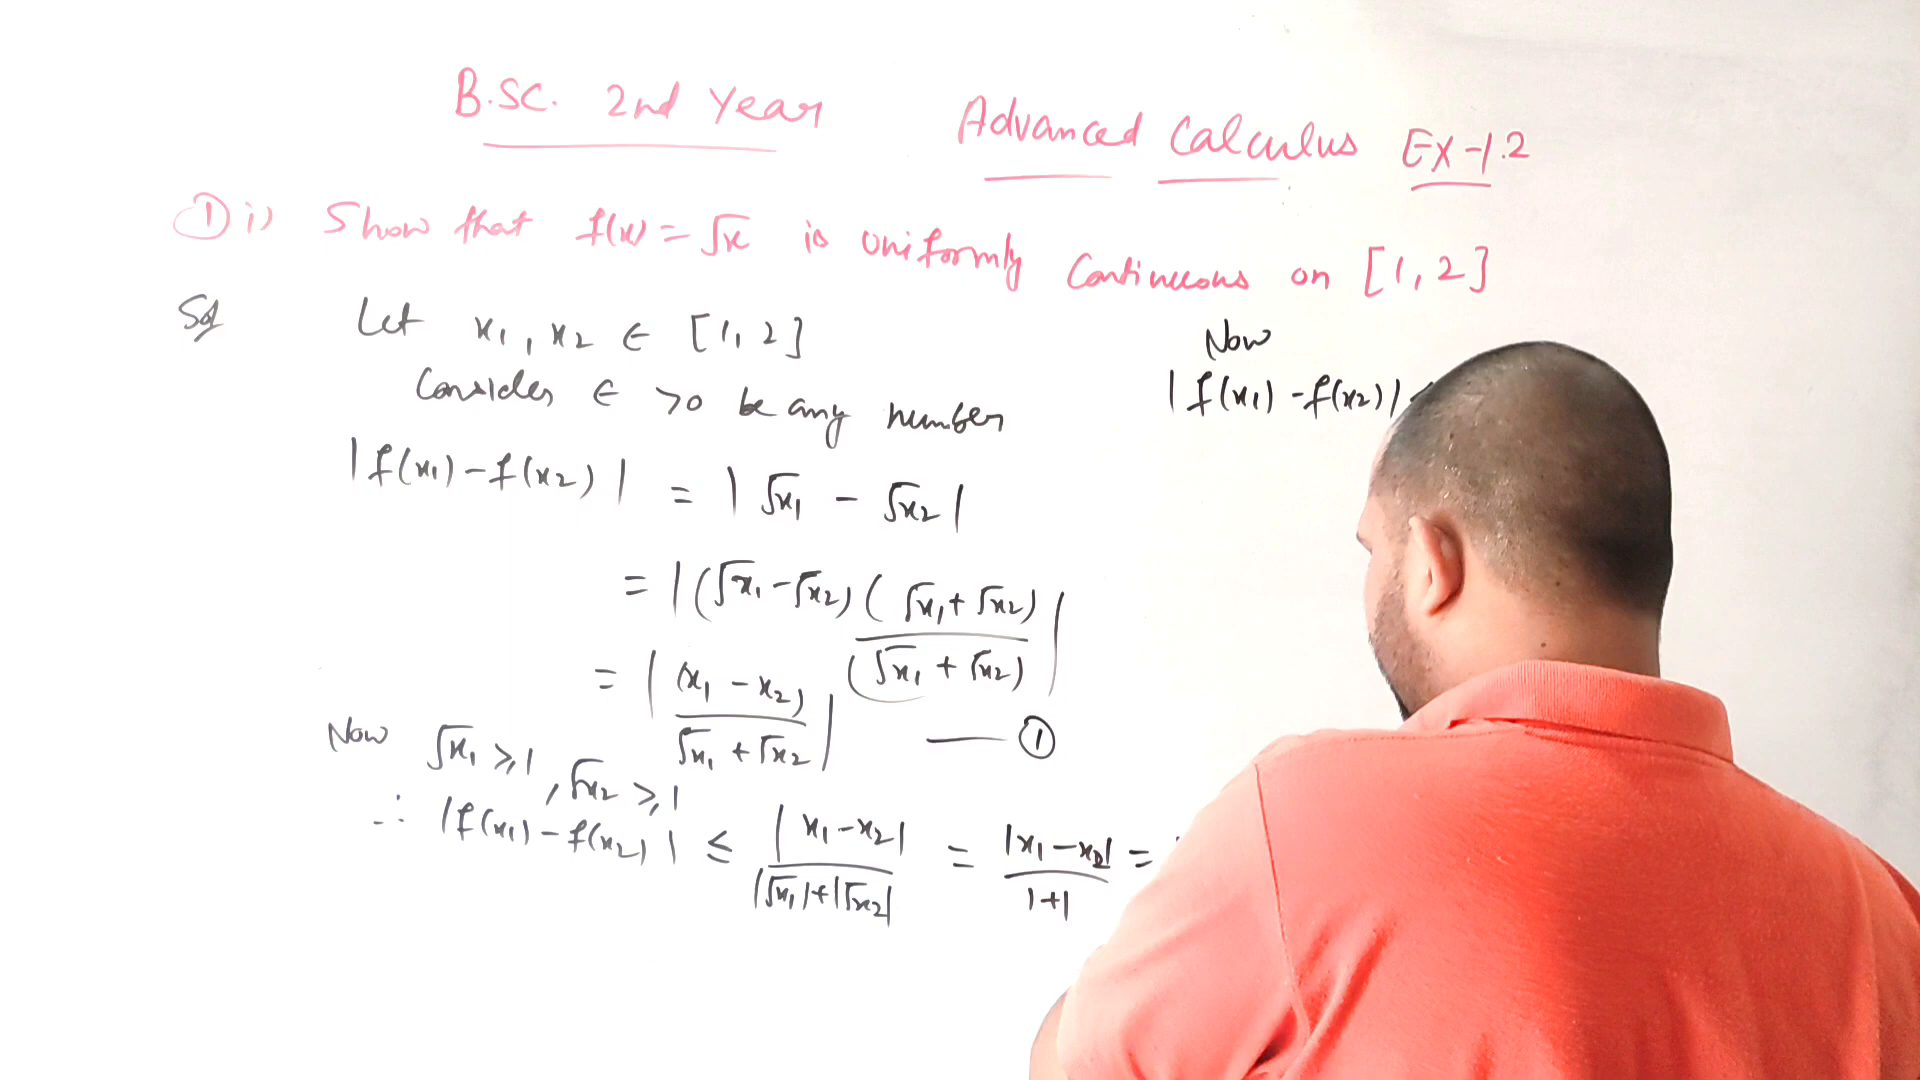 B.SC. 2nd Year Advanced Calculus EX-1.2
① i) Show that f(x) = √x is uniformly Continuous on [1, 2]
Sol Let x₁, x₂ ∈ [1, 2]
Consider ∈ >0 be any number
|f(x₁) - f(x₂)| = |√x₁ - √x₂|
= |(√x₁ - √x₂) (√x₁ + √x₂) / (√x₁ + √x₂)|
= |(x₁ - x₂) / √x₁ + √x₂| — ①
Now √x₁ ⩾ 1, √x₂ ⩾ 1
∴ |f(x₁) - f(x₂)| ≤ |x₁ - x₂| / |√x₁| + |√x₂| = |x₁ - x₂| / 1+1 =
Now
|f(x₁) - f(x₂)|